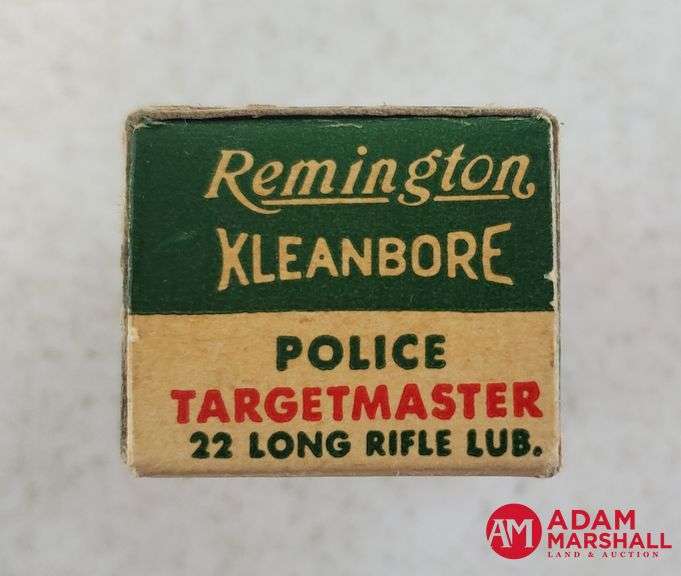 Remington
KLEANBORE
POLICE
TARGETMASTER
22 LONG RIFLE LUB.
AM ADAM
MARSHALL
LAND & AUCTION